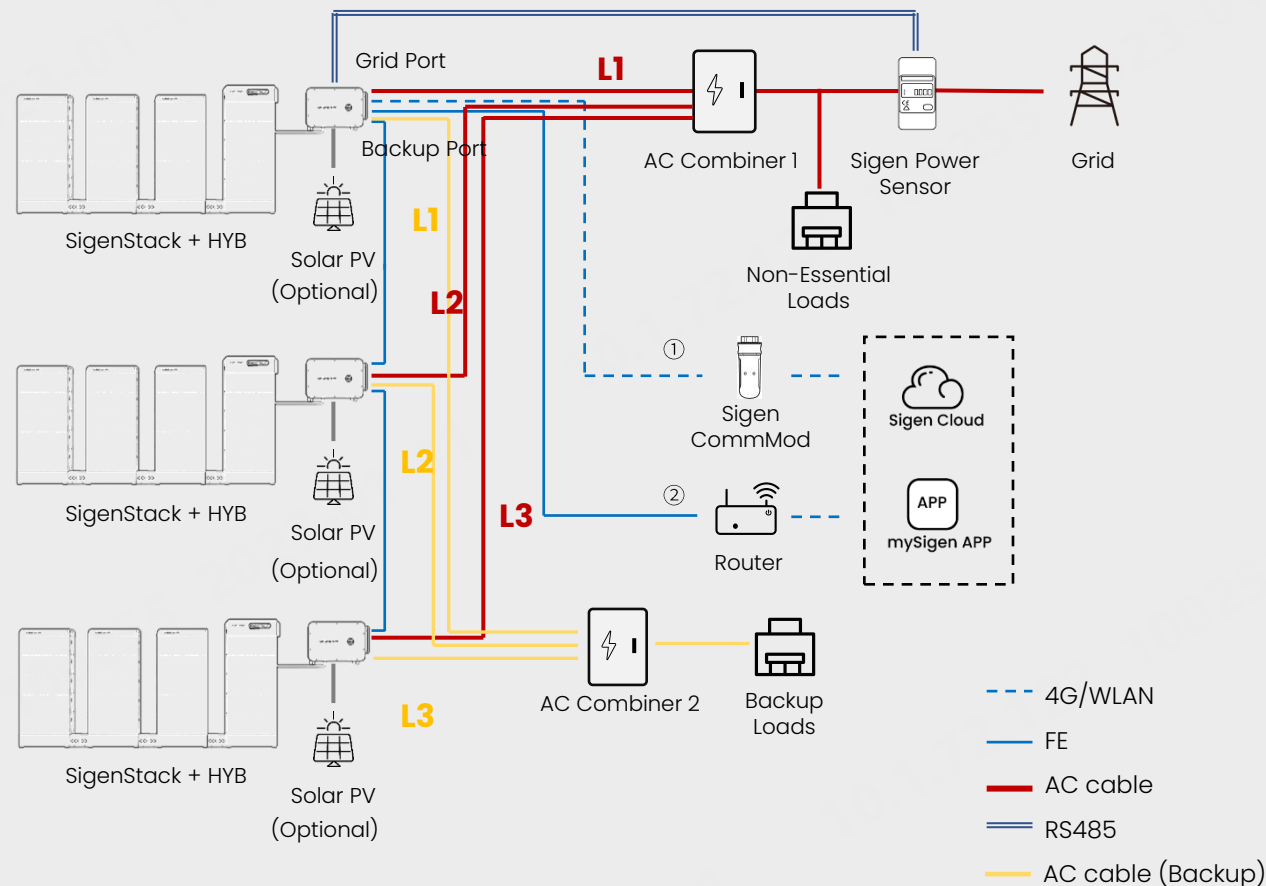 Grid Port
L1
Backup Port
AC Combiner 1
Sigen Power
Sensor
Grid
SigenStack + HYB
Solar PV
(Optional)
L1
L2
Non-Essential
Loads
①
Sigen
CommMod
Sigen Cloud
APP
mySigen APP
SigenStack + HYB
Solar PV
(Optional)
L2
L3
②
Router
AC Combiner 2
Backup
Loads
SigenStack + HYB
Solar PV
(Optional)
L3
4G/WLAN
FE
AC cable
RS485
AC cable (Backup)